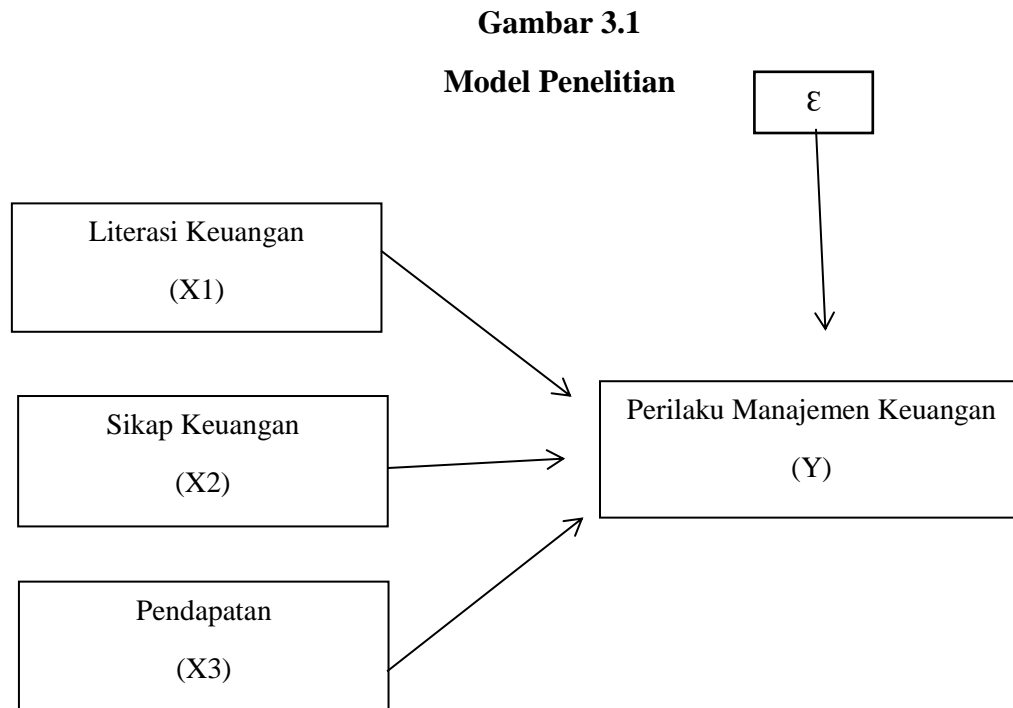 Gambar 3.1
Model Penelitian
Ɛ
Literasi Keuangan
(X1)
Sikap Keuangan
(X2)
Perilaku Manajemen Keuangan
(Y)
Pendapatan
(X3)